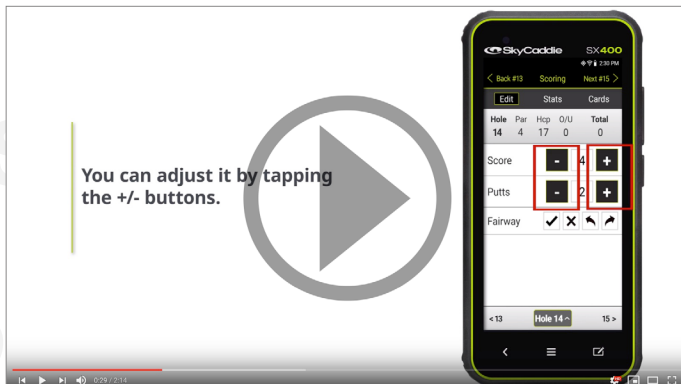 You can adjust it by tapping
the +/- buttons.
SkyCaddie SX400
2:30 PM
< Back #13 Scoring Next #15 >
Edit Stats Cards
Hole Par Hcp O/U Total
14 4 17 0 0
Score - 4 +
Putts - 2 +
Fairway
<13 Hole 14 ^ 15 >
0:29 / 2:14